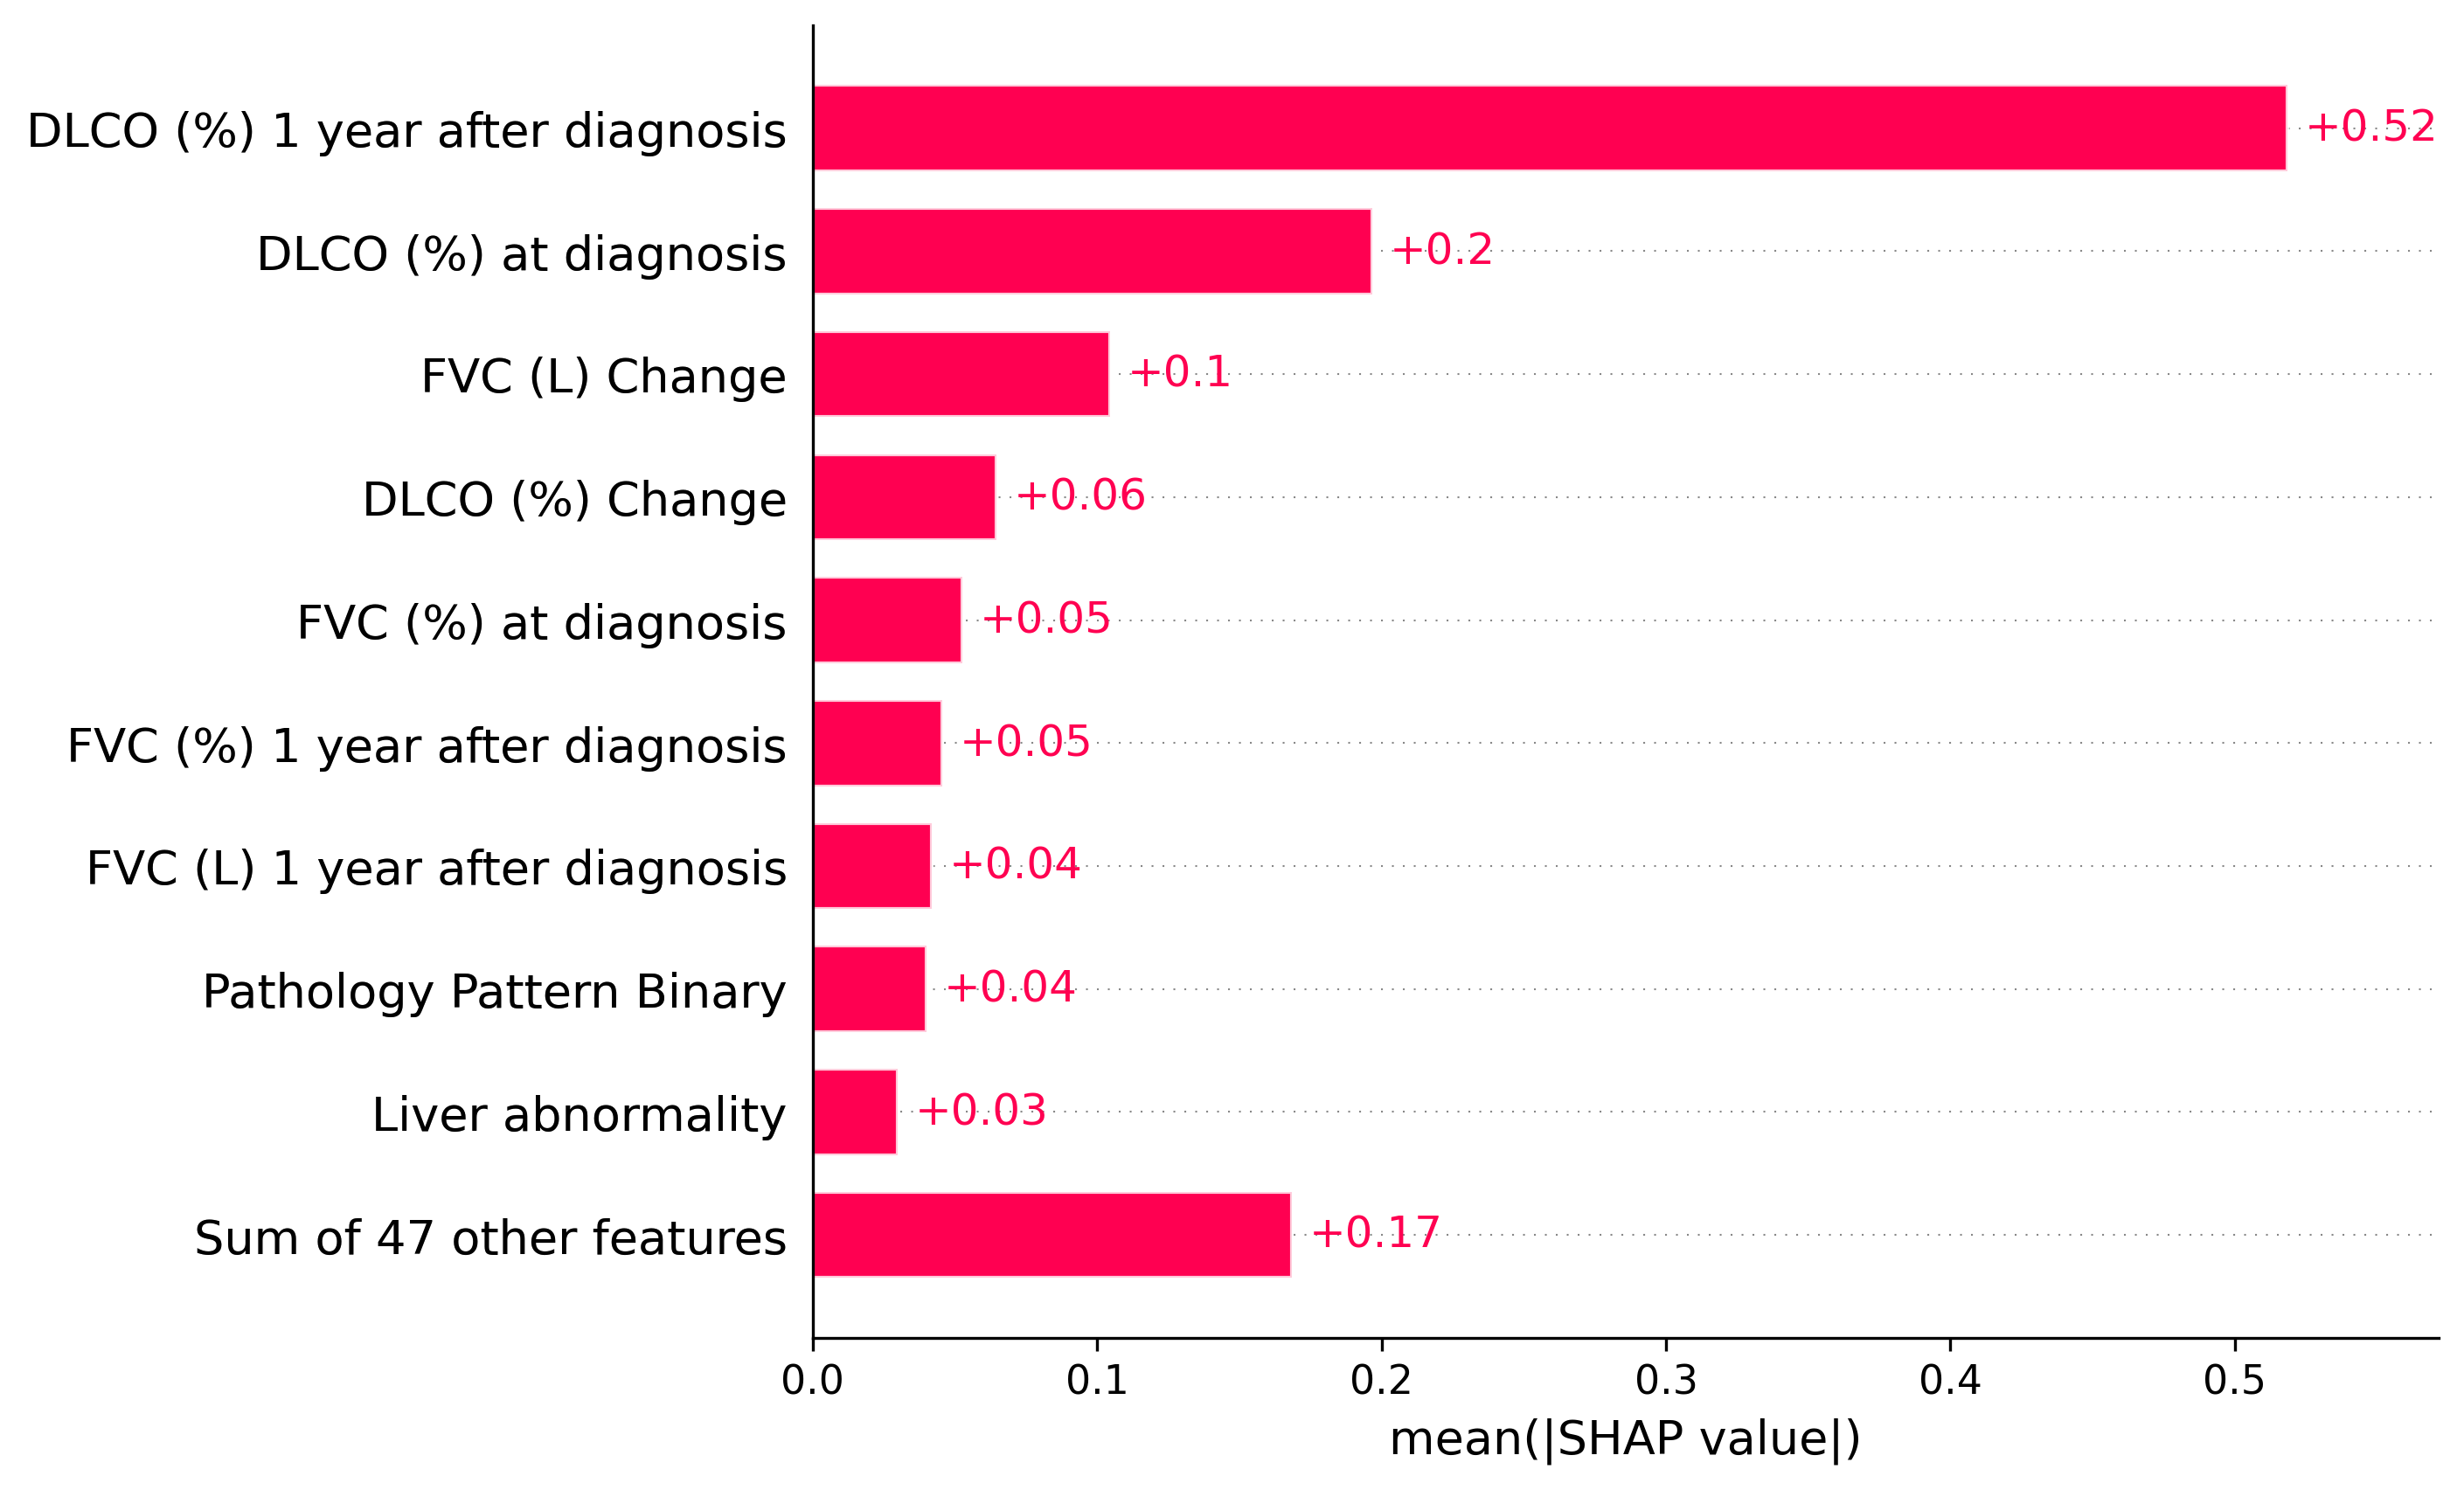 DLCO (%) 1 year after diagnosis +0.52
DLCO (%) at diagnosis +0.2
FVC (L) Change +0.1
DLCO (%) Change +0.06
FVC (%) at diagnosis +0.05
FVC (%) 1 year after diagnosis +0.05
FVC (L) 1 year after diagnosis +0.04
Pathology Pattern Binary +0.04
Liver abnormality +0.03
Sum of 47 other features +0.17
0.0 0.1 0.2 0.3 0.4 0.5
mean(|SHAP value|)